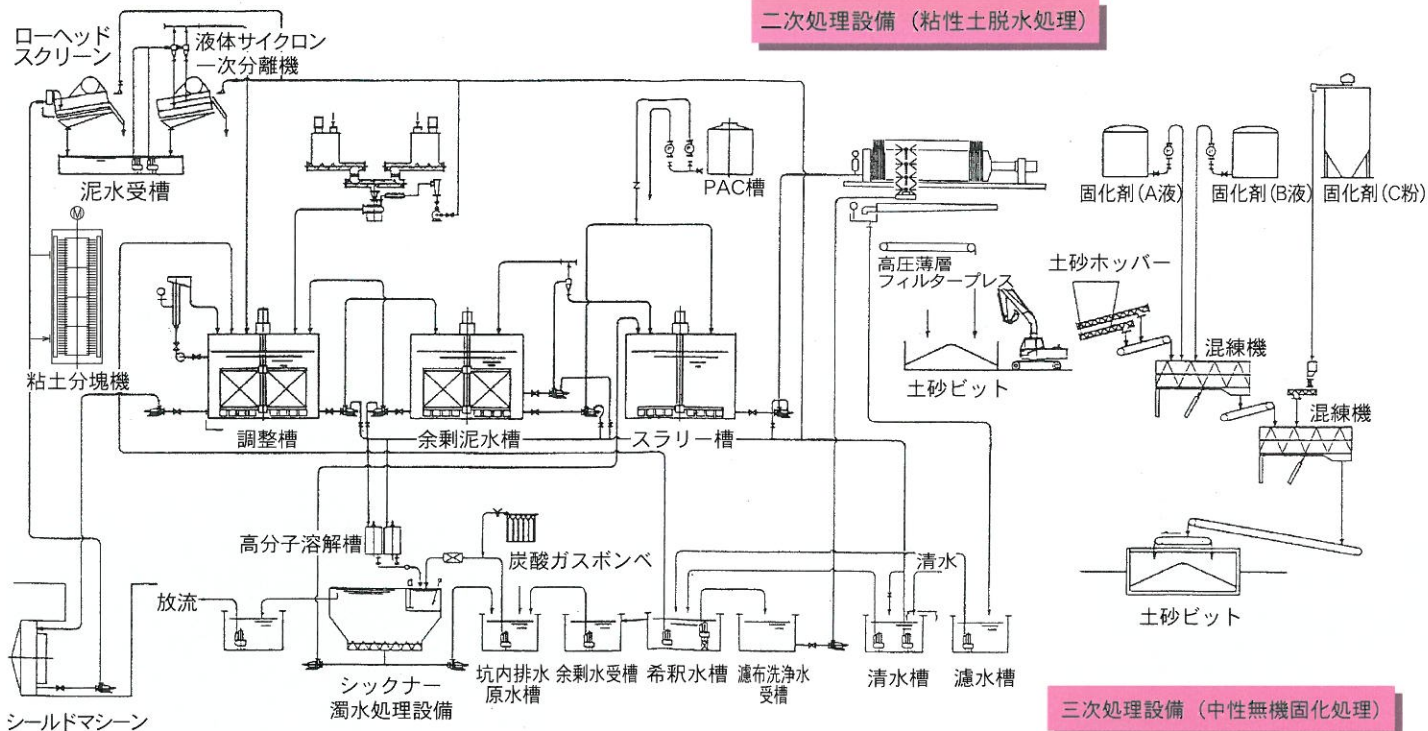 二次処理設備（粘性土脱水処理）
ローヘッド
スクリーン
液体サイクロン
一次分離機
泥水受槽
M
粘土分塊機
PAC槽
固化剤(A液)
固化剤(B液)
固化剤(C粉)
高圧薄層
フィルタープレス
土砂ホッパー
土砂ピット
混練機
混練機
調整槽
余剰泥水槽
スラリー槽
高分子溶解槽
炭酸ガスボンベ
清水
放流
土砂ピット
シックナー
濁水処理設備
坑内排水
原水槽
余剰水受槽
希釈水槽
濾布洗浄水
受槽
清水槽
濾水槽
シールドマシーン
三次処理設備（中性無機固化処理）